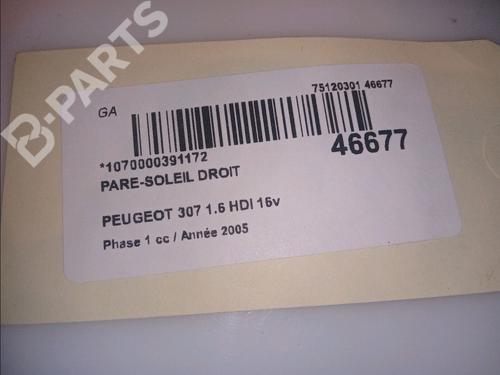 B-PARTS
GA
75120301 46677
*1070000391172
46677
PARE-SOLEIL DROIT
PEUGEOT 307 1.6 HDI 16v
Phase 1 cc / Année 2005